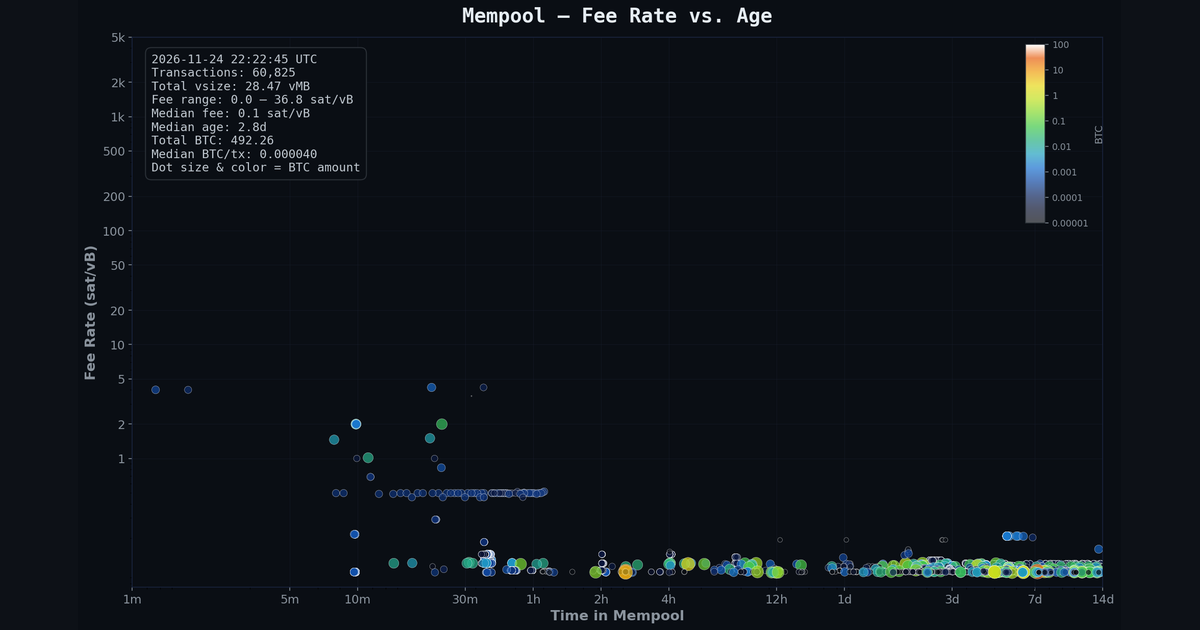 Mempool — Fee Rate vs. Age
2026-11-24 22:22:45 UTC
Transactions: 60,825
Total vsize: 28.47 vMB
Fee range: 0.0 — 36.8 sat/vB
Median fee: 0.1 sat/vB
Median age: 2.8d
Total BTC: 492.26
Median BTC/tx: 0.000040
Dot size & color = BTC amount
100
10
1
0.1
0.01
0.001
0.0001
0.00001
BTC
5k
2k
1k
500
200
100
50
20
10
5
2
1
Fee Rate (sat/vB)
1m 5m 10m 30m 1h 2h 4h 12h 1d 3d 7d 14d
Time in Mempool